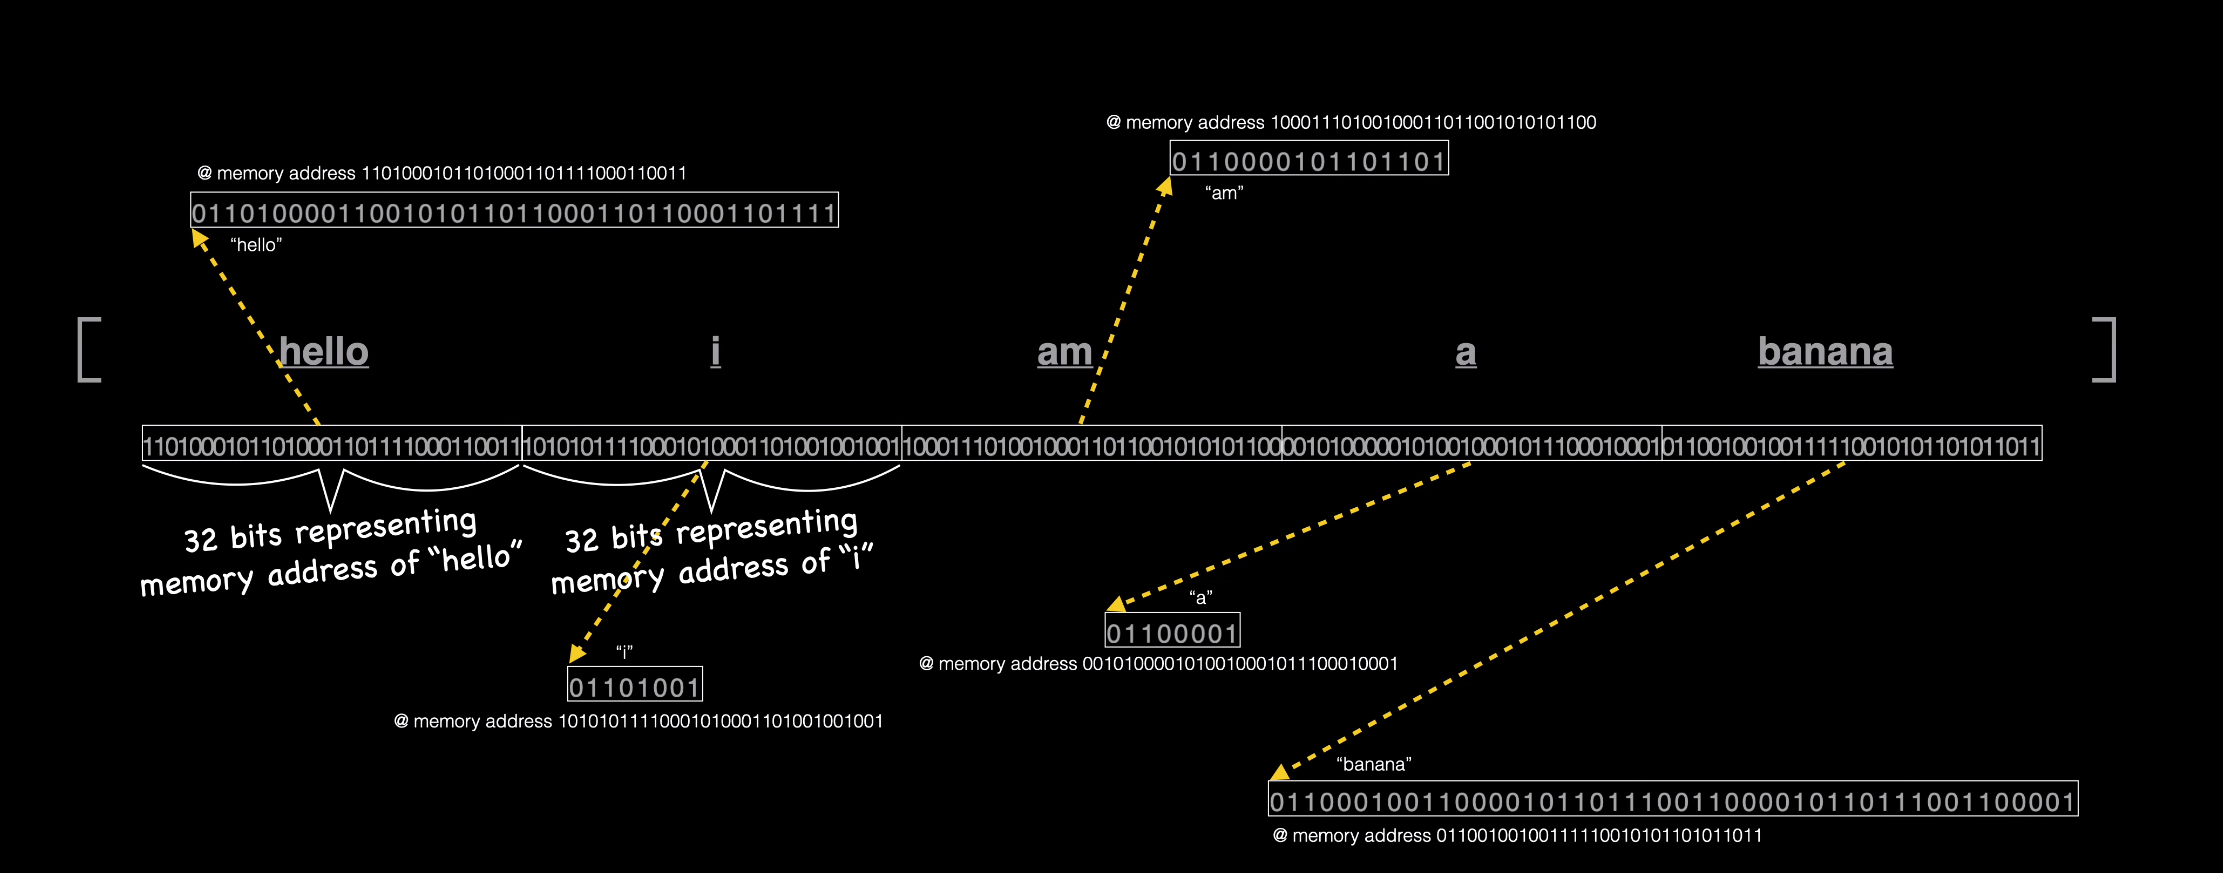 @ memory address 10001110100100011011001010101100
0110000101101101
“am”
@ memory address 11010001011010001101111000110011
0110100001100101011011000110110001101111
“hello”
[ hello i am a banana ]
11010001011010001101111000110011 10101011110001010001101001001001 10001110100100011011001010101100 00101000001010010001011100010001 01100100100111110010101101011011
32 bits representing
memory address of “hello”
32 bits representing
memory address of “i”
“a”
01100001
@ memory address 0010100001010010001011100010001
“i”
01101001
@ memory address 10101011110001010001101001001001
“banana”
011000100110000101101110011000010110111001100001
@ memory address 01100100100111110010101101011011